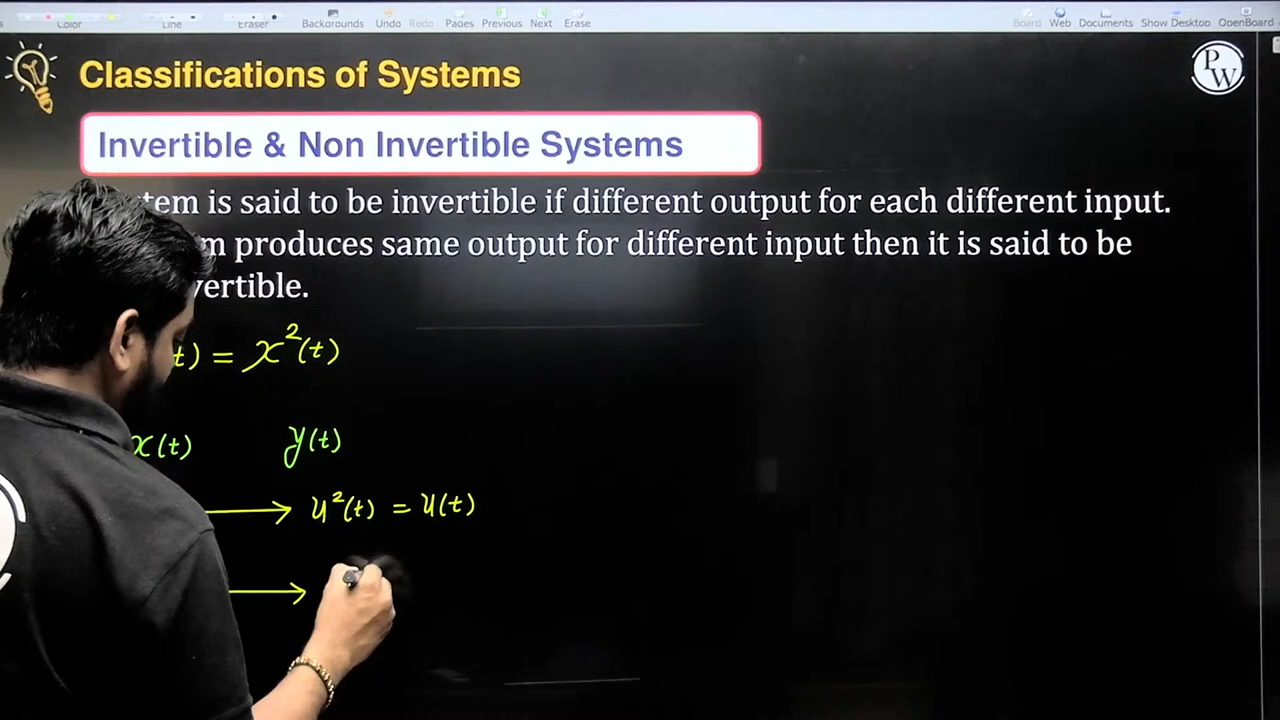 Color Line Eraser Backgrounds Undo Redo Pages Previous Next Erase Board Web Documents Show Desktop OpenBoard
Classifications of Systems
PW
Invertible & Non Invertible Systems
is said to be invertible if different output for each different input.
produces same output for different input then it is said to be
t) = x²(t)
x(t) y(t)
u²(t) = u(t)